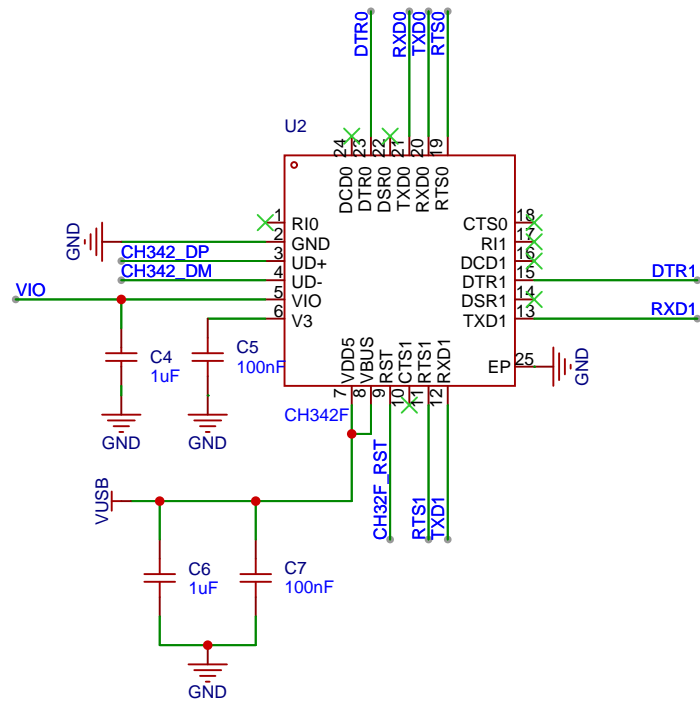 DTR0
RXD0
TXD0
RTS0
U2
24
23
22
21
20
19
DCD0
DTR0
DSR0
TXD0
RXD0
RTS0
1 RI0
2 GND
3 UD+
4 UD-
5 VIO
6 V3
GND
CH342_DP
CH342_DM
VIO
CTS0 18
RI1 17
DCD1 16
DTR1 15
DSR1 14
TXD1 13
EP 25
DTR1
RXD1
GND
C4
1uF
C5
100nF
GND
GND
VDD5
VBUS
RST
CTS1
RTS1
RXD1
7
8
9
10
11
12
CH342F
CH32F_RST
RTS1
TXD1
VUSB
C6
1uF
C7
100nF
GND